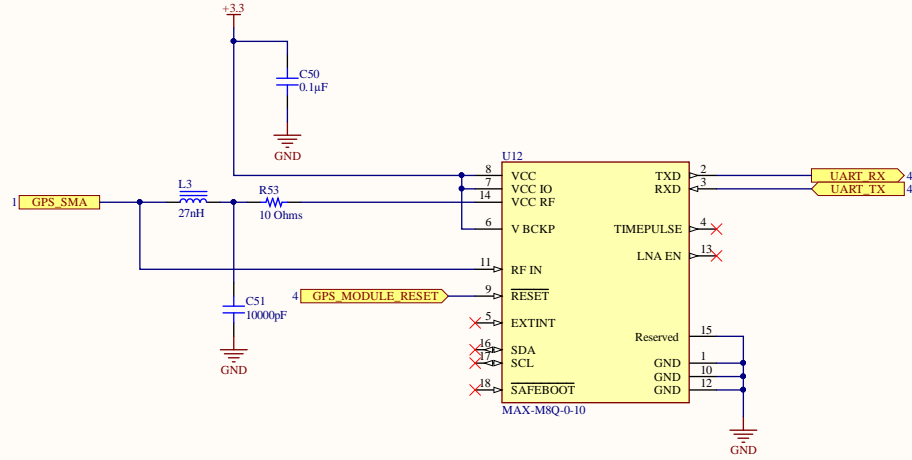 +3.3
C50
0.1µF
GND
U12
8 VCC TXD 2 UART_RX 4
7 VCC IO RXD 3 UART_TX 4
14 VCC RF
1 GPS_SMA L3 27nH R53 10 Ohms
6 V BCKP TIMEPULSE 4
LNA EN 13
11 RF IN
4 GPS_MODULE_RESET 9 RESET
C51
10000pF
5 EXTINT
Reserved 15
16 SDA
17 SCL GND 1
GND 10
18 SAFEBOOT GND 12
GND
MAX-M8Q-0-10
GND